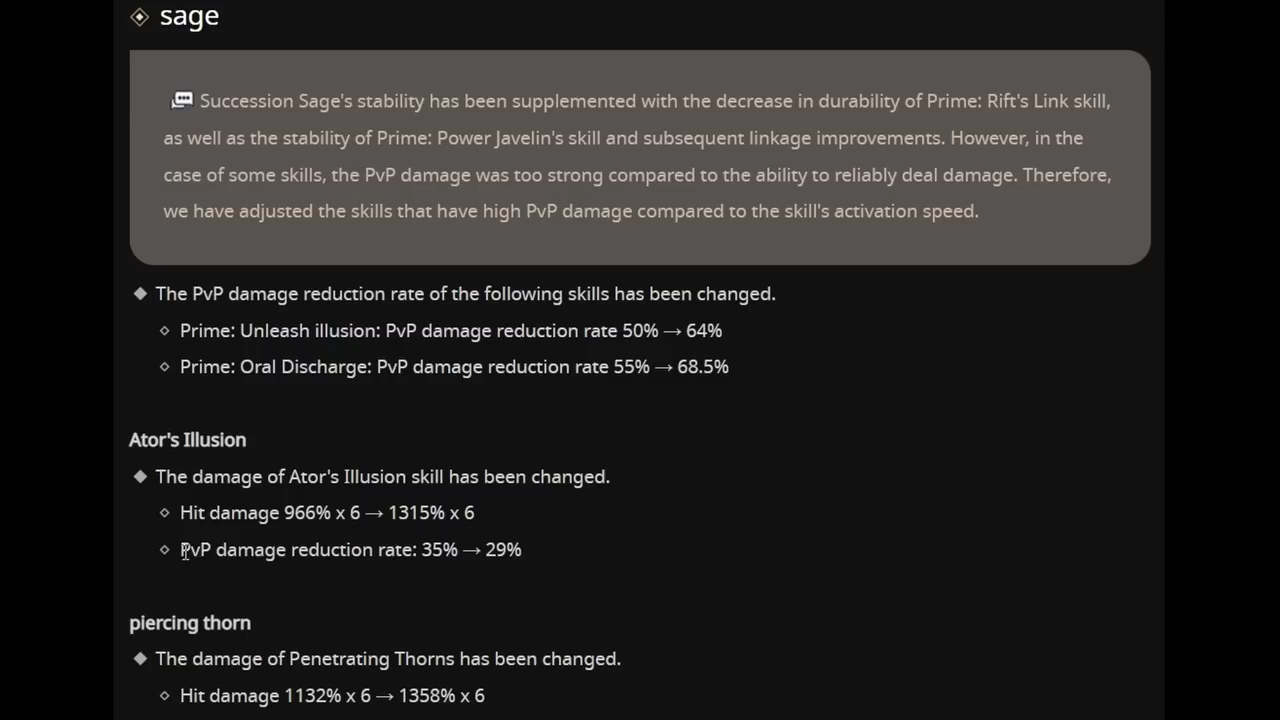 sage
Succession Sage's stability has been supplemented with the decrease in durability of Prime: Rift's Link skill,
as well as the stability of Prime: Power Javelin's skill and subsequent linkage improvements. However, in the
case of some skills, the PvP damage was too strong compared to the ability to reliably deal damage. Therefore,
we have adjusted the skills that have high PvP damage compared to the skill's activation speed.
The PvP damage reduction rate of the following skills has been changed.
Prime: Unleash illusion: PvP damage reduction rate 50% → 64%
Prime: Oral Discharge: PvP damage reduction rate 55% → 68.5%
Ator's Illusion
The damage of Ator's Illusion skill has been changed.
Hit damage 966% x 6 → 1315% x 6
PvP damage reduction rate: 35% → 29%
piercing thorn
The damage of Penetrating Thorns has been changed.
Hit damage 1132% x 6 → 1358% x 6